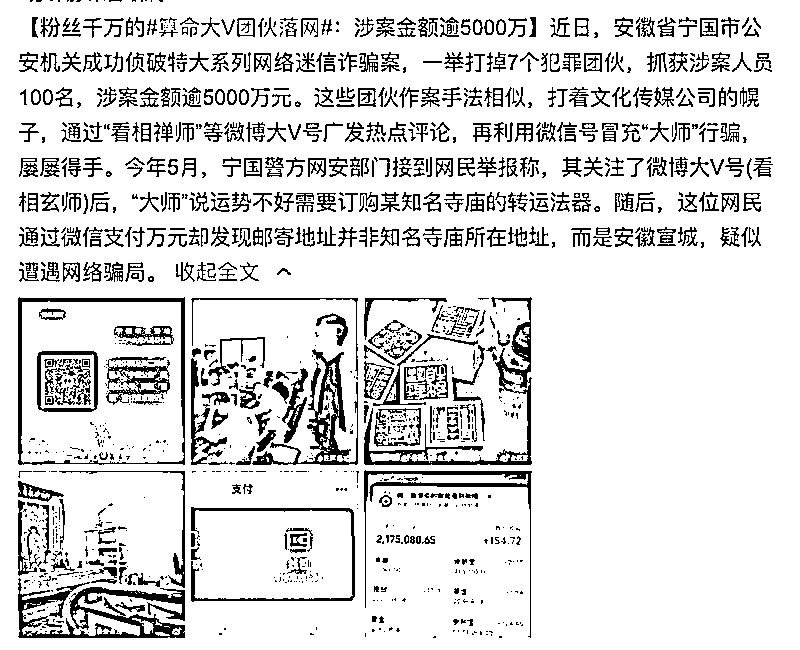 【粉丝千万的#算命大V团伙落网#：涉案金额逾5000万】近日，安徽省宁国市公
安机关成功侦破特大系列网络迷信诈骗案，一举打掉7个犯罪团伙，抓获涉案人员
100名，涉案金额逾5000万元。这些团伙作案手法相似，打着文化传媒公司的幌
子，通过“看相禅师”等微博大V号广发热点评论，再利用微信号冒充“大师”行骗，
屡屡得手。今年5月，宁国警方网安部门接到网民举报称，其关注了微博大V号(看
相玄师)后，“大师”说运势不好需要订购某知名寺庙的转运法器。随后，这位网民
通过微信支付万元却发现邮寄地址并非知名寺庙所在地址，而是安徽宣城，疑似
遭遇网络骗局。 收起全文
支付
2,175,080.65
+154.72